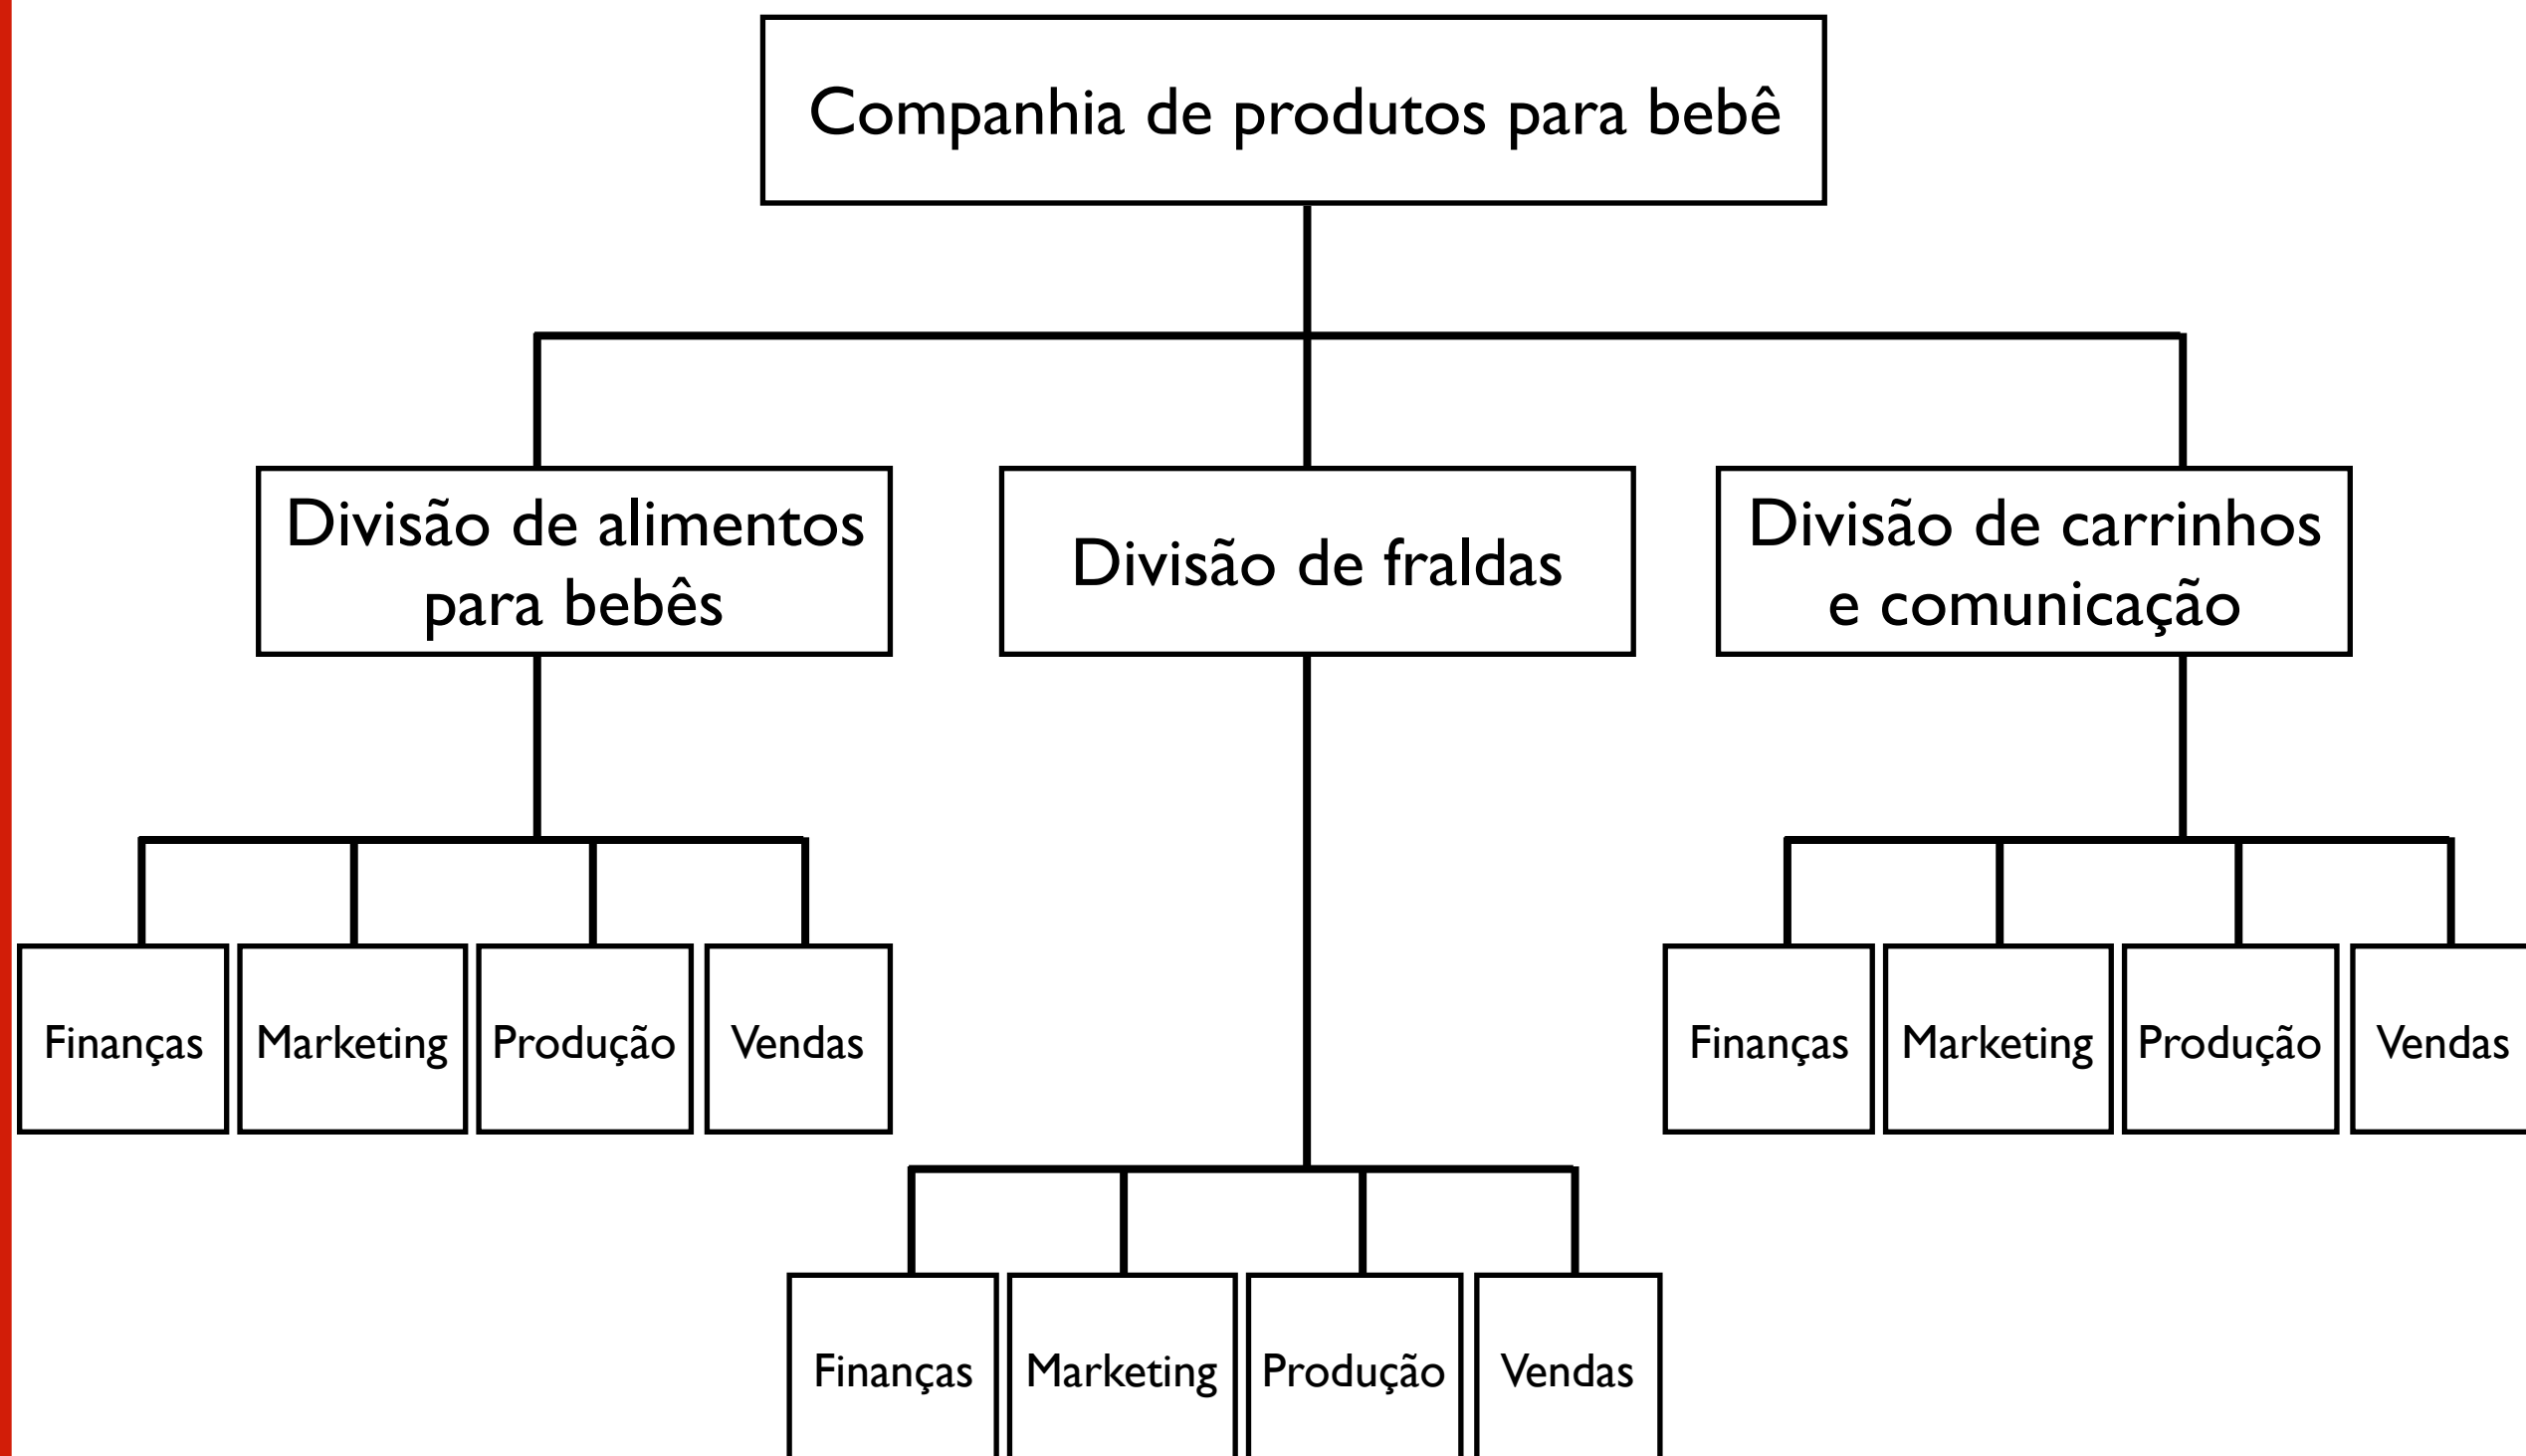 Companhia de produtos para bebê
Divisão de alimentos
para bebês
Divisão de fraldas
Divisão de carrinhos
e comunicação
Finanças
Marketing
Produção
Vendas
Finanças
Marketing
Produção
Vendas
Finanças
Marketing
Produção
Vendas